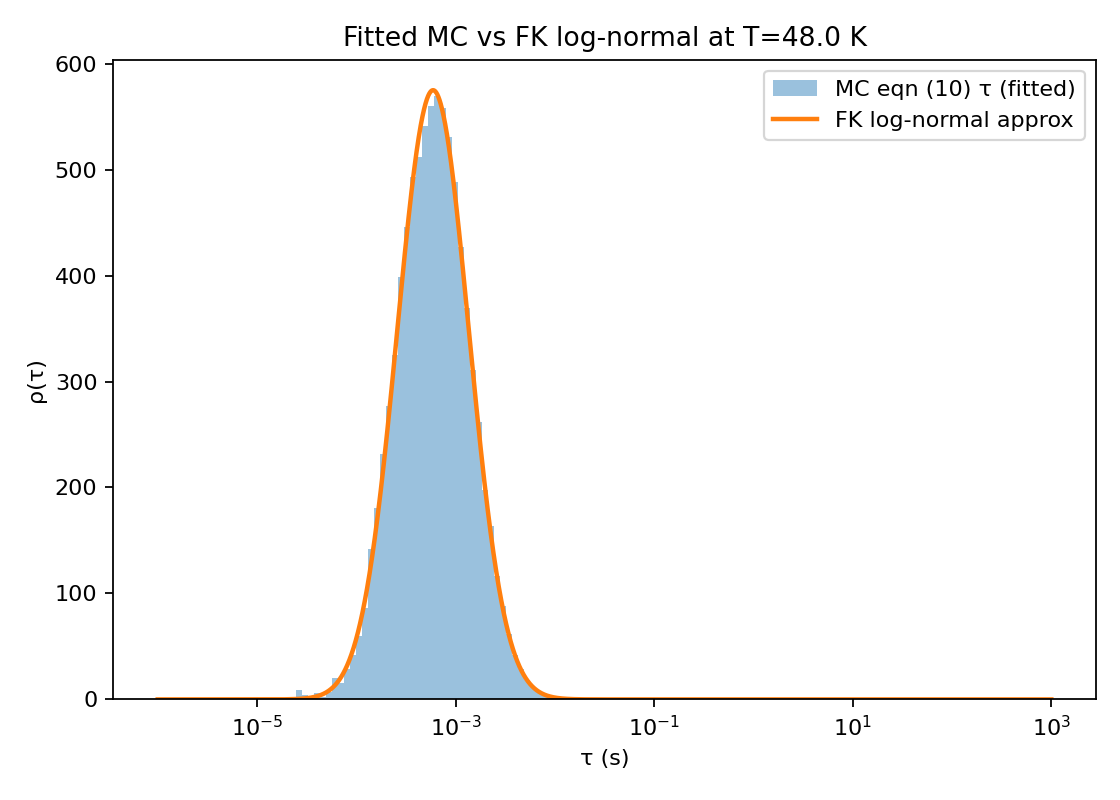 Fitted MC vs FK log-normal at T=48.0 K
MC eqn (10) τ (fitted)
FK log-normal approx
600
500
400
300
200
100
0
ρ(τ)
10⁻⁵
10⁻³
10⁻¹
10¹
10³
τ (s)